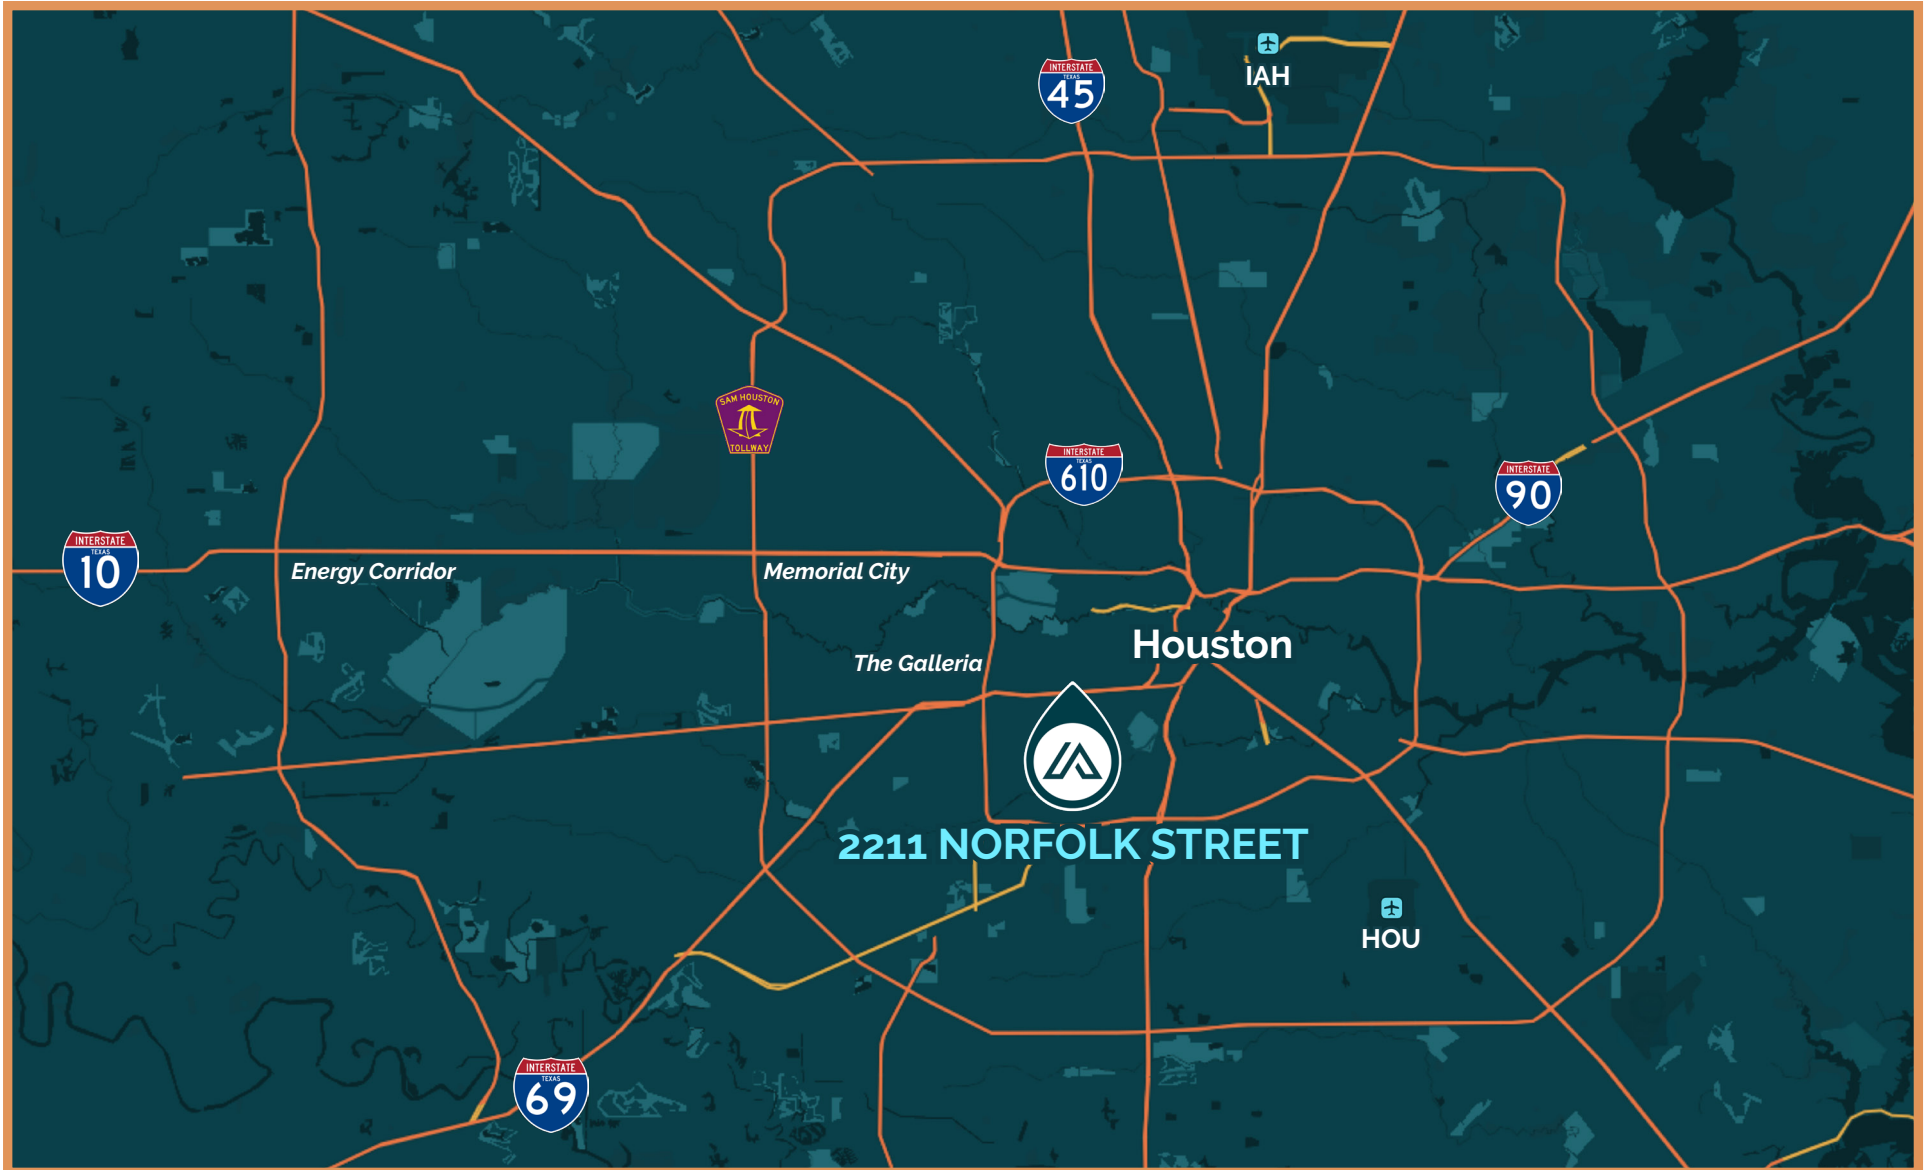 INTERSTATE
TEXAS
45
IAH
SAM HOUSTON
TOLLWAY
INTERSTATE
TEXAS
610
INTERSTATE
90
INTERSTATE
TEXAS
10
Energy Corridor
Memorial City
Houston
The Galleria
2211 NORFOLK STREET
HOU
INTERSTATE
TEXAS
69